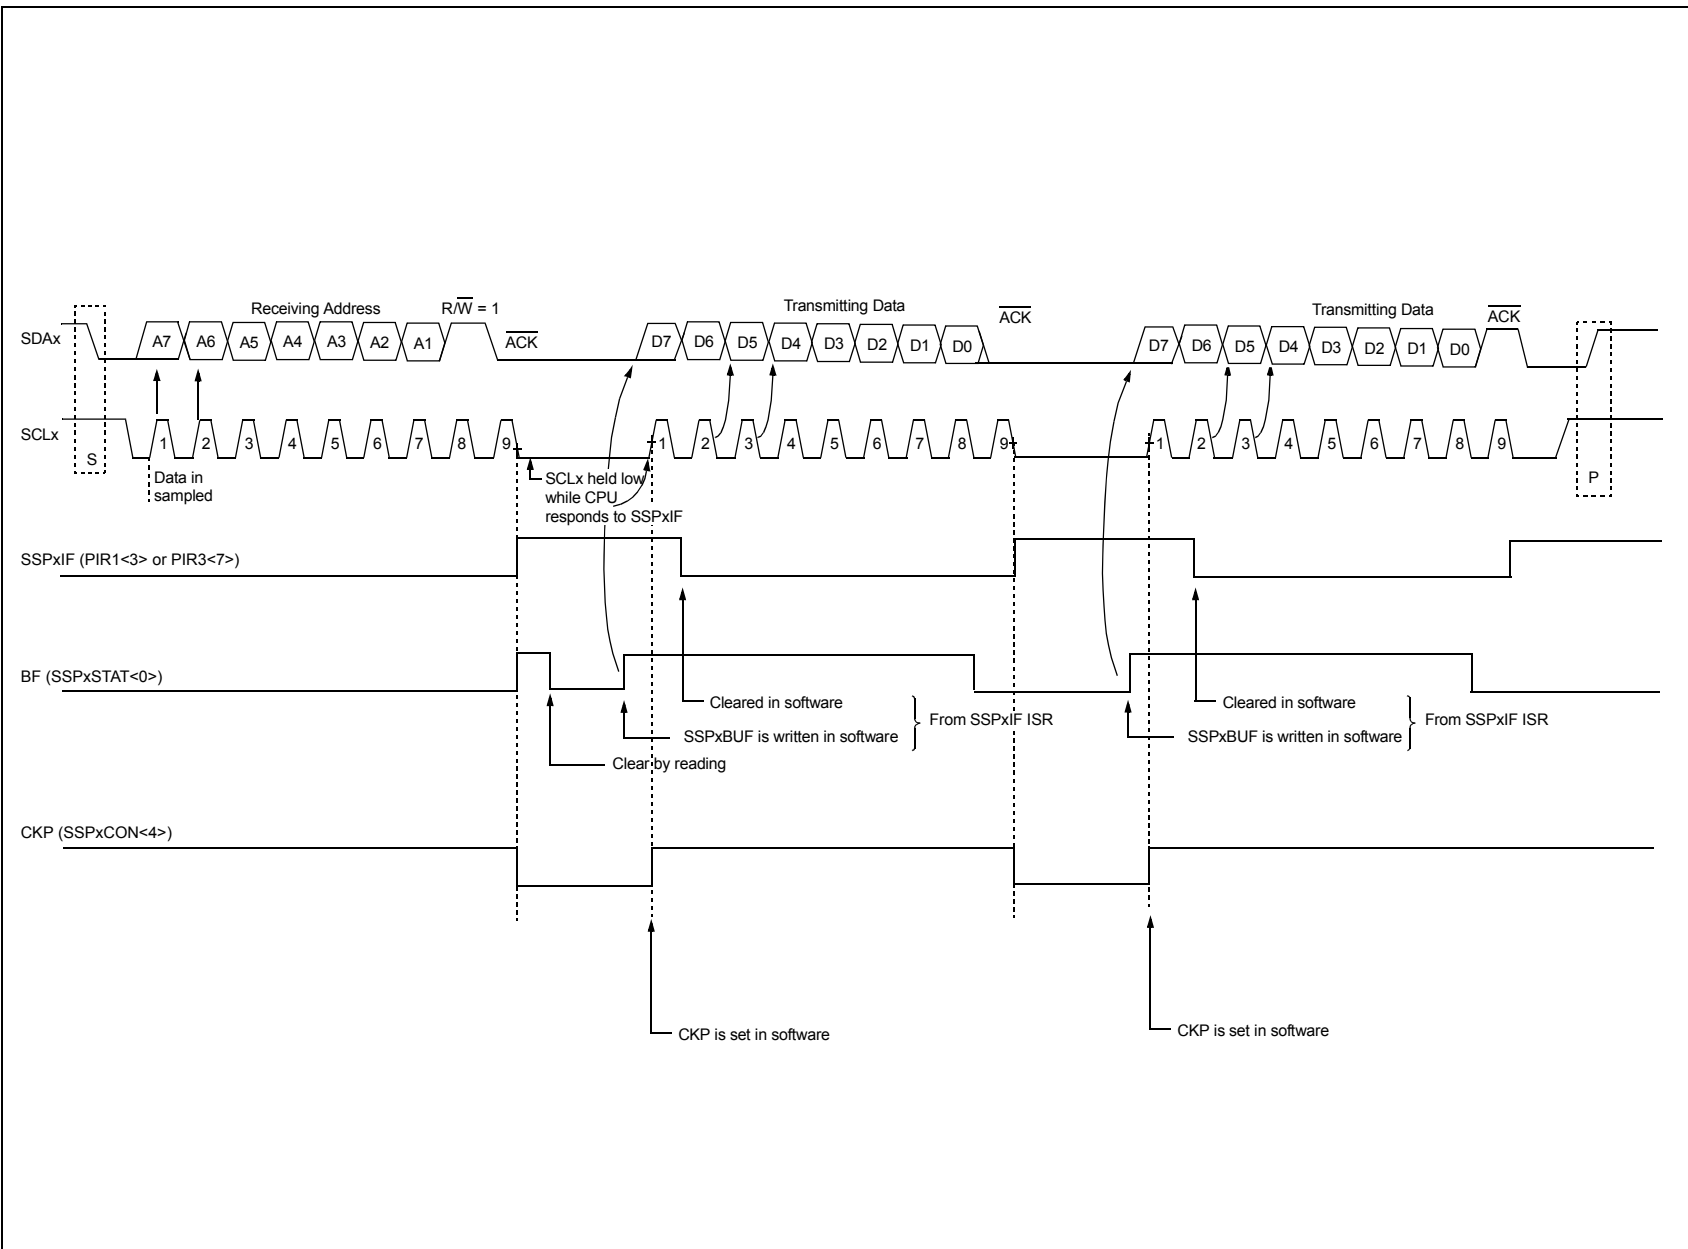 Receiving Address
R/W = 1
ACK
Transmitting Data
ACK
Transmitting Data
ACK
SDAx
A7 A6 A5 A4 A3 A2 A1
D7 D6 D5 D4 D3 D2 D1 D0
D7 D6 D5 D4 D3 D2 D1 D0
SCLx
1 2 3 4 5 6 7 8 9
1 2 3 4 5 6 7 8 9
1 2 3 4 5 6 7 8 9
S
P
Data in
sampled
SCLx held low
while CPU
responds to SSPxIF
SSPxIF (PIR1<3> or PIR3<7>)
BF (SSPxSTAT<0>)
Cleared in software
SSPxBUF is written in software
From SSPxIF ISR
Clear by reading
Cleared in software
SSPxBUF is written in software
From SSPxIF ISR
CKP (SSPxCON<4>)
CKP is set in software
CKP is set in software